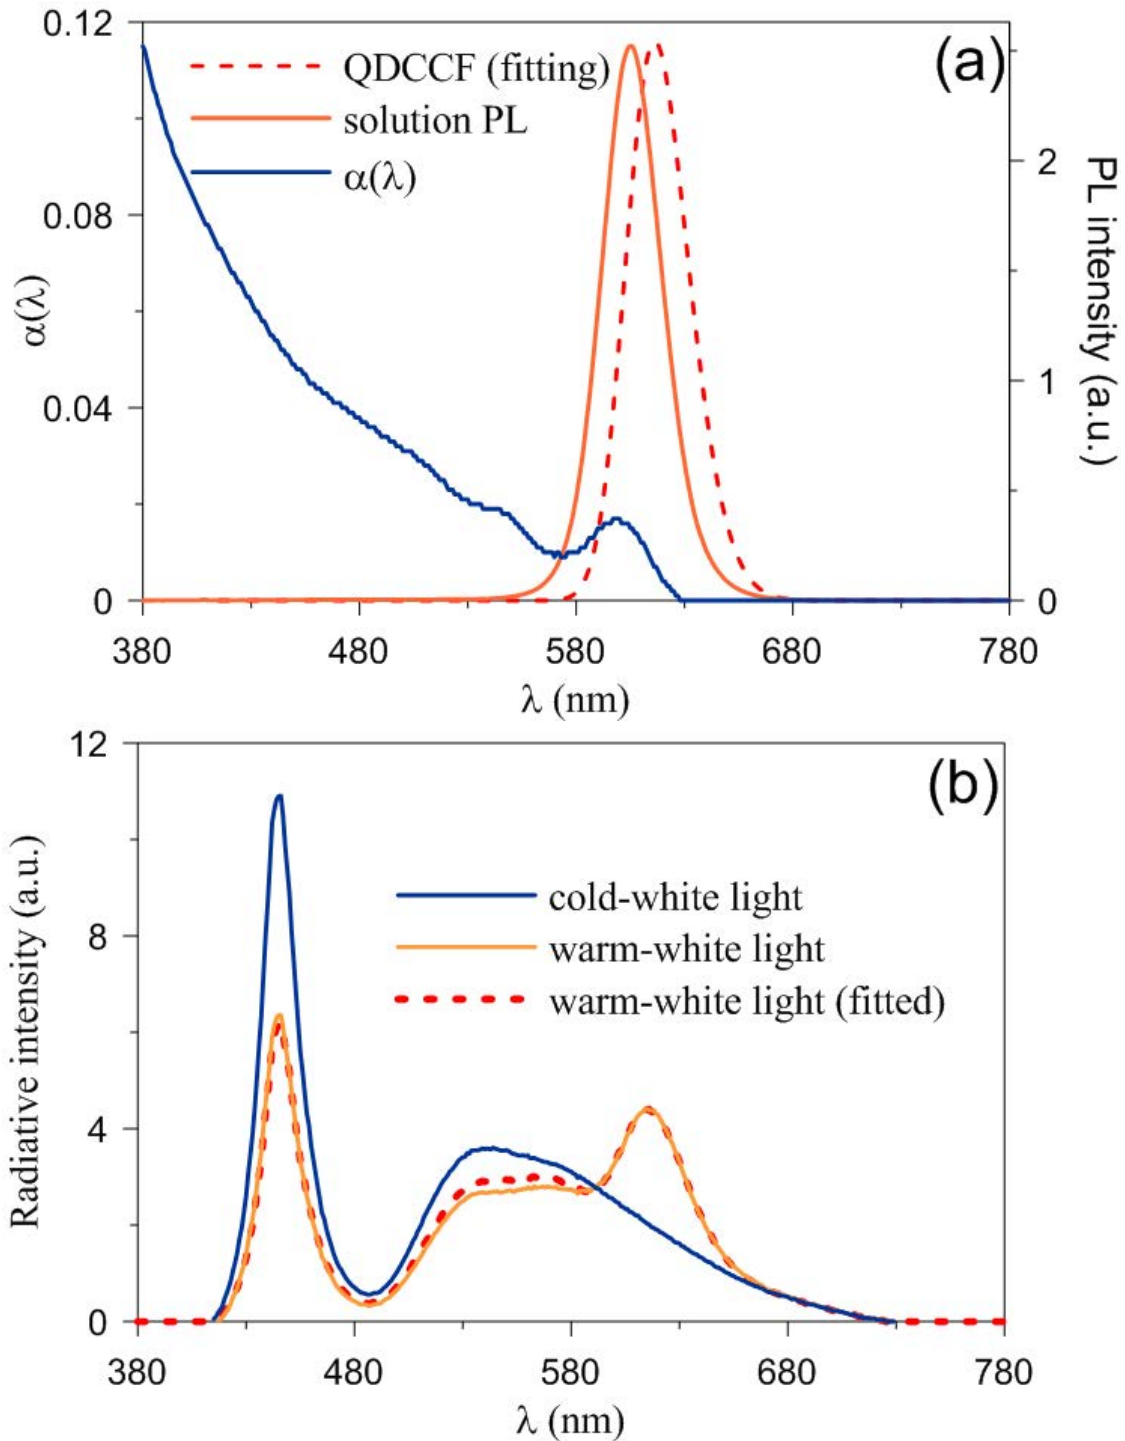 0.12
(a)
QDCCF (fitting)
solution PL
α(λ)
2
0.08
α(λ)
PL intensity (a.u.)
1
0.04
0
0
380
480
580
680
780
λ (nm)
12
(b)
Radiative intensity (a.u.)
cold-white light
8
warm-white light
warm-white light (fitted)
4
0
380
480
580
680
780
λ (nm)